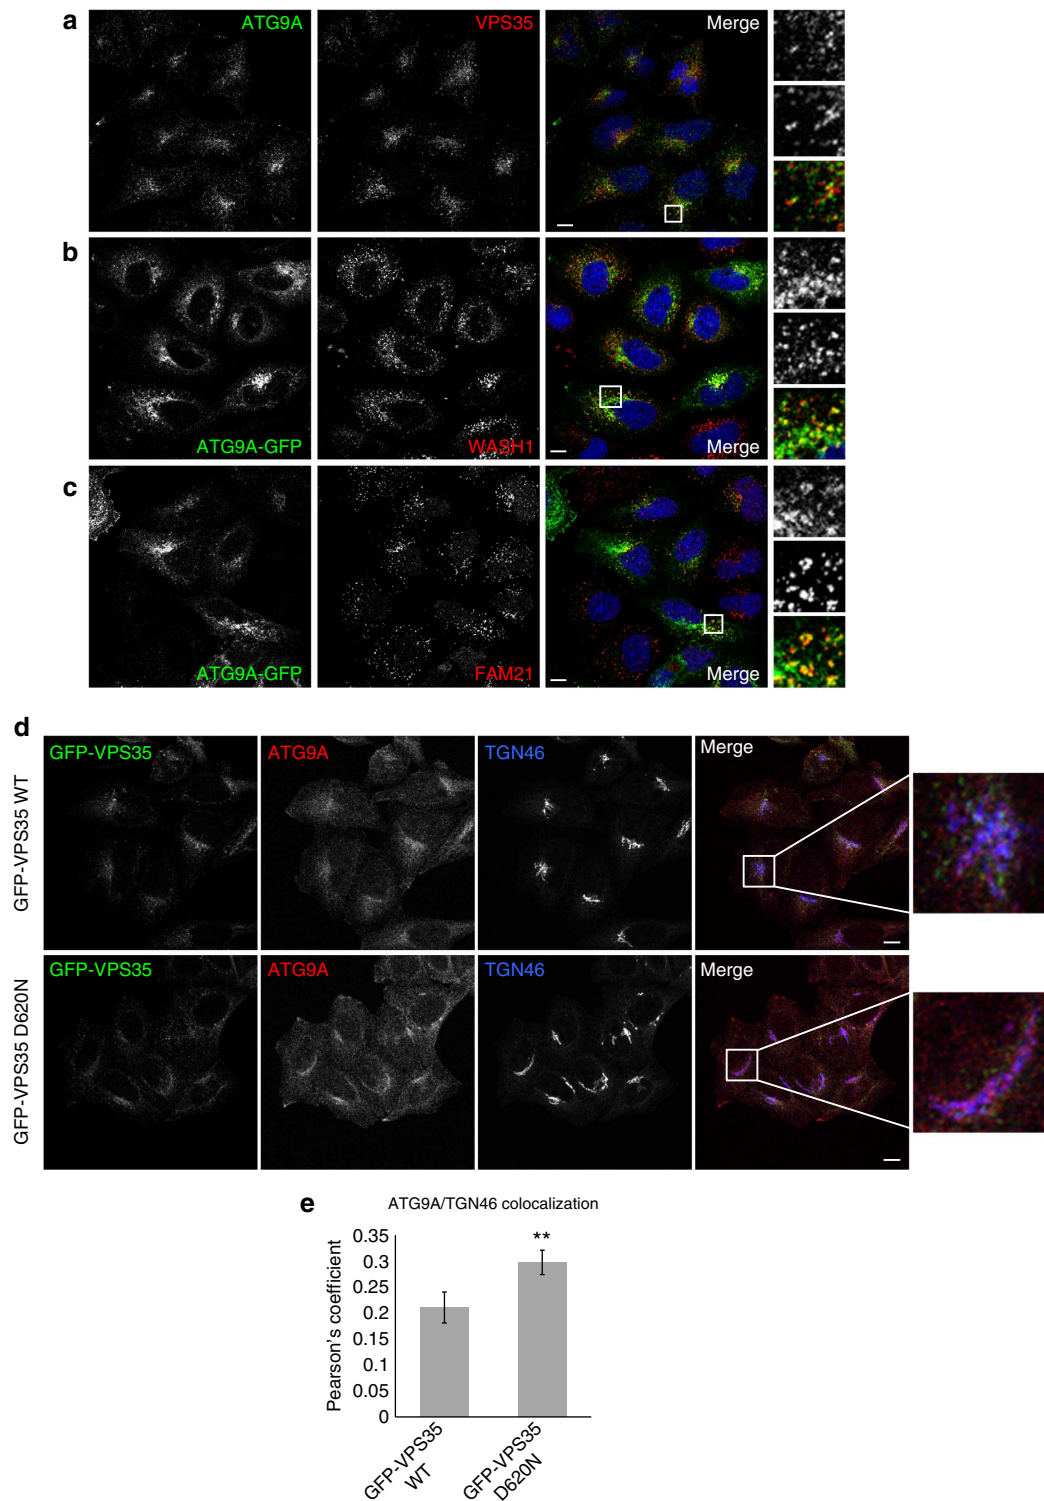 a
ATG9A
VPS35
Merge
b
ATG9A-GFP
WASH1
Merge
c
ATG9A-GFP
FAM21
Merge
d
GFP-VPS35 WT
GFP-VPS35
ATG9A
TGN46
Merge
GFP-VPS35 D620N
GFP-VPS35
ATG9A
TGN46
Merge
e
ATG9A/TGN46 colocalization
Pearson's coefficient
0.35
0.3
0.25
0.2
0.15
0.1
0.05
0
**
GFP-VPS35
WT
GFP-VPS35
D620N